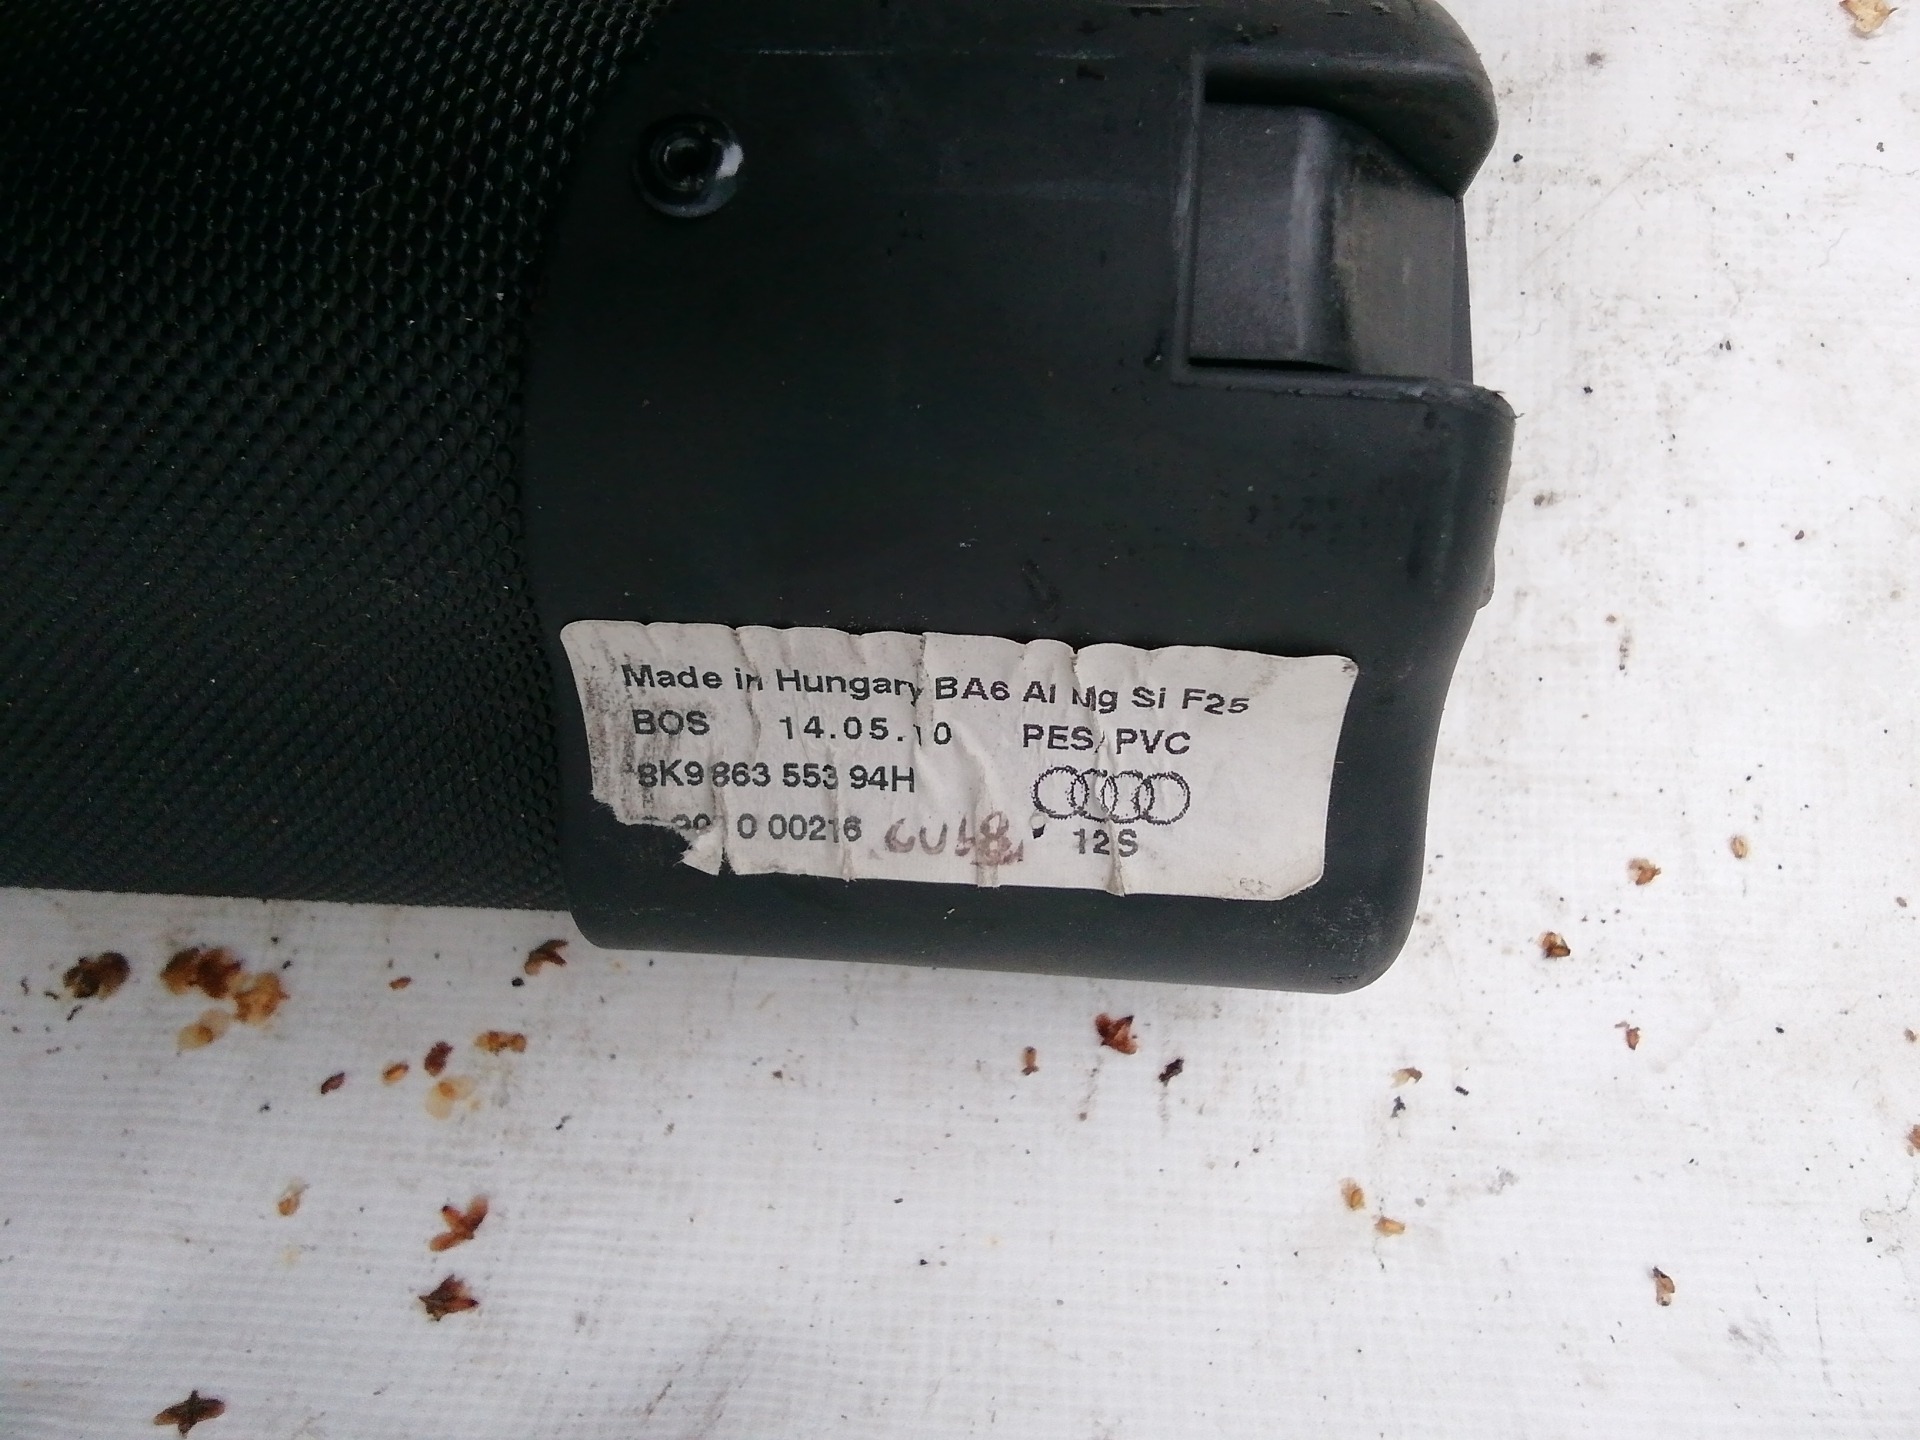 Made in Hungary BA6 Al Mg Si F25
BOS 14.05.10 PES/PVC
8K9 863 553 94H
0 00216
12S